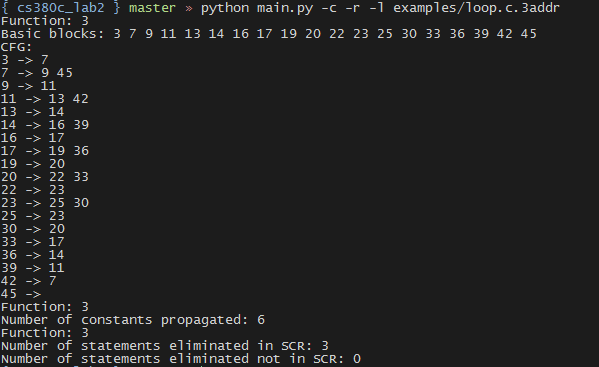 { cs380c_lab2 } master » python main.py -c -r -l examples/loop.c.3addr
Function: 3
Basic blocks: 3 7 9 11 13 14 16 17 19 20 22 23 25 30 33 36 39 42 45
CFG:
3 -> 7
7 -> 9 45
9 -> 11
11 -> 13 42
13 -> 14
14 -> 16 39
16 -> 17
17 -> 19 36
19 -> 20
20 -> 22 33
22 -> 23
23 -> 25 30
25 -> 23
30 -> 20
33 -> 17
36 -> 14
39 -> 11
42 -> 7
45 ->
Function: 3
Number of constants propagated: 6
Function: 3
Number of statements eliminated in SCR: 3
Number of statements eliminated not in SCR: 0